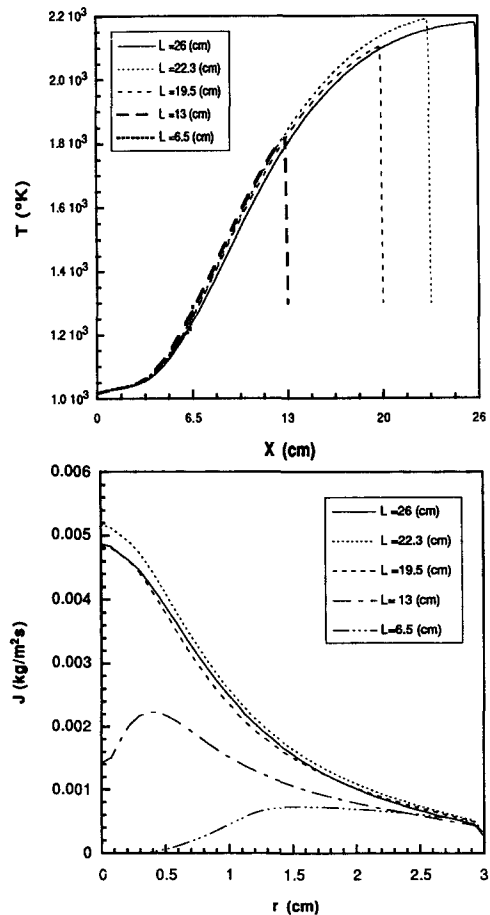 2.2 10³
2.0 10³
1.8 10³
1.6 10³
1.4 10³
1.2 10³
1.0 10³
T (°K)
L =26 (cm)
L =22.3 (cm)
L =19.5 (cm)
L =13 (cm)
L =6.5 (cm)
0 6.5 13 20 26
X (cm)
0.006
0.005
0.004
0.003
0.002
0.001
0
J (kg/m²s)
L =26 (cm)
L =22.3 (cm)
L =19.5 (cm)
L = 13 (cm)
L=6.5 (cm)
0 0.5 1 1.5 2 2.5 3
r (cm)